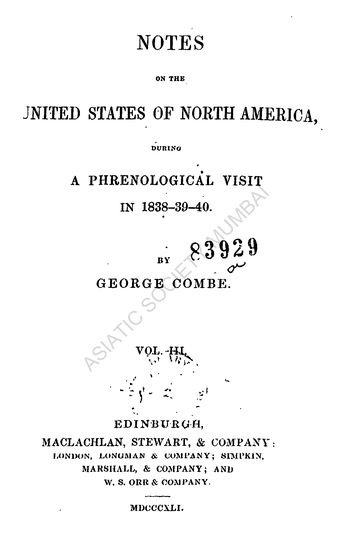 NOTES
ON THE
UNITED STATES OF NORTH AMERICA,
DURING
A PHRENOLOGICAL VISIT
IN 1838-39-40.
BY
83929
GEORGE COMBE.
ASIATIC SOCIETY MUMBAI
VOL. III.
EDINBURGH,
MACLACHLAN, STEWART, & COMPANY:
LONDON, LONGMAN & COMPANY; SIMPKIN,
MARSHALL, & COMPANY; AND
W. S. ORR & COMPANY.
MDCCCXLI.